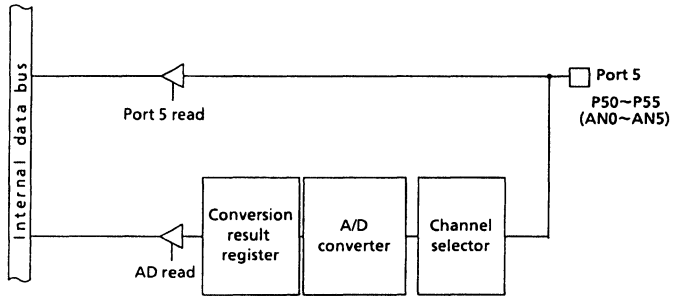 Internal data bus
Port 5 read
Port 5
P50~P55
(AN0~AN5)
AD read
Conversion
result
register
A/D
converter
Channel
selector